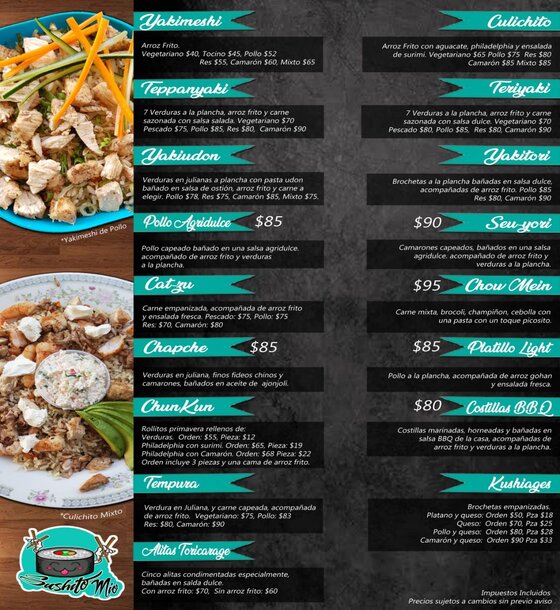 Yakimeshi
Arroz Frito.
Vegetariano $40, Tocino $45, Pollo $52
Res $55, Camarón $60, Mixto $65
Teppanyaki
7 Verduras a la plancha, arroz frito y carne
sazonada con salsa salada. Vegetariano $70
Pescado $75, Pollo $85, Res $80, Camarón $90
Yakiudon
Verduras en julianas a plancha con pasta udon
bañado en salsa de ostión, arroz frito y carne a
elegir. Pollo $78, Res $75, Camarón $85, Mixto $75.
Pollo Agridulce $85
Pollo capeado bañado en una salsa agridulce.
acompañado de arroz frito y verduras
a la plancha.
Cat-zu
Carne empanizada, acompañada de arroz frito
y ensalada fresca. Pescado: $75, Pollo: $75
Res: $70, Camarón: $80
Chapche $85
Verduras en juliana, finos fideos chinos y
camarones, bañados en aceite de ajonjoli.
ChunKun
Rollitos primavera rellenos de:
Verduras. Orden: $55, Pieza: $12
Philadelphia con surimi. Orden: $65, Pieza: $19
Philadelphia con Camarón. Orden: $68 Pieza: $22
Orden incluye 3 piezas y una cama de arroz frito.
Tempura
Verdura en Juliana, y carne capeada, acompañada
de arroz frito. Vegetariano: $75, Pollo: $83
Res: $80, Camarón: $90
Alitas Toricarage
Cinco alitas condimentadas especialmente,
bañadas en salda dulce.
Con arroz frito: $70, Sin arroz frito: $60
Culichito
Arroz Frito con aguacate, philadelphia y ensalada
de surimi. Vegetariano $65 Pollo $75 Res $80
Camarón $85 Mixto $85
Teriyaki
7 Verduras a la plancha, arroz frito y carne
sazonada con salsa dulce. Vegetariano $70
Pescado $80, Pollo $85, Res $80, Camarón $90
Yakitori
Brochetas a la plancha bañadas en salsa dulce,
acompañadas de arroz frito. Pollo $85
Res $80, Camarón $90
$90 Seu-yori
Camarones capeados, bañados en una salsa
agridulce. acompañado de arroz frito y
verduras a la plancha.
$95 Chou Mein
Carne mixta, brocoli, champiñon, cebolla con
una pasta con un toque picosito.
$85 Platillo Light
Pollo a la plancha, acompañada de arroz gohan
y ensalada fresca.
$80 Costillas B.B.Q
Costillas marinadas, horneadas y bañadas en
salsa BBQ de la casa, acompañadas de
arroz frito y verduras a la plancha.
Kushiages
Brochetas empanizadas.
Platano y queso: Orden $50, Pza $18
Queso: Orden $70, Pza $25
Pollo y queso: Orden $80, Pza $28
Camarón y queso: Orden $90 Pza $33
Impuestos Incluidos.
Precios sujetos a cambios sin previo aviso
*Yakimeshi de Pollo
*Culichito Mixto
Sushito Mio